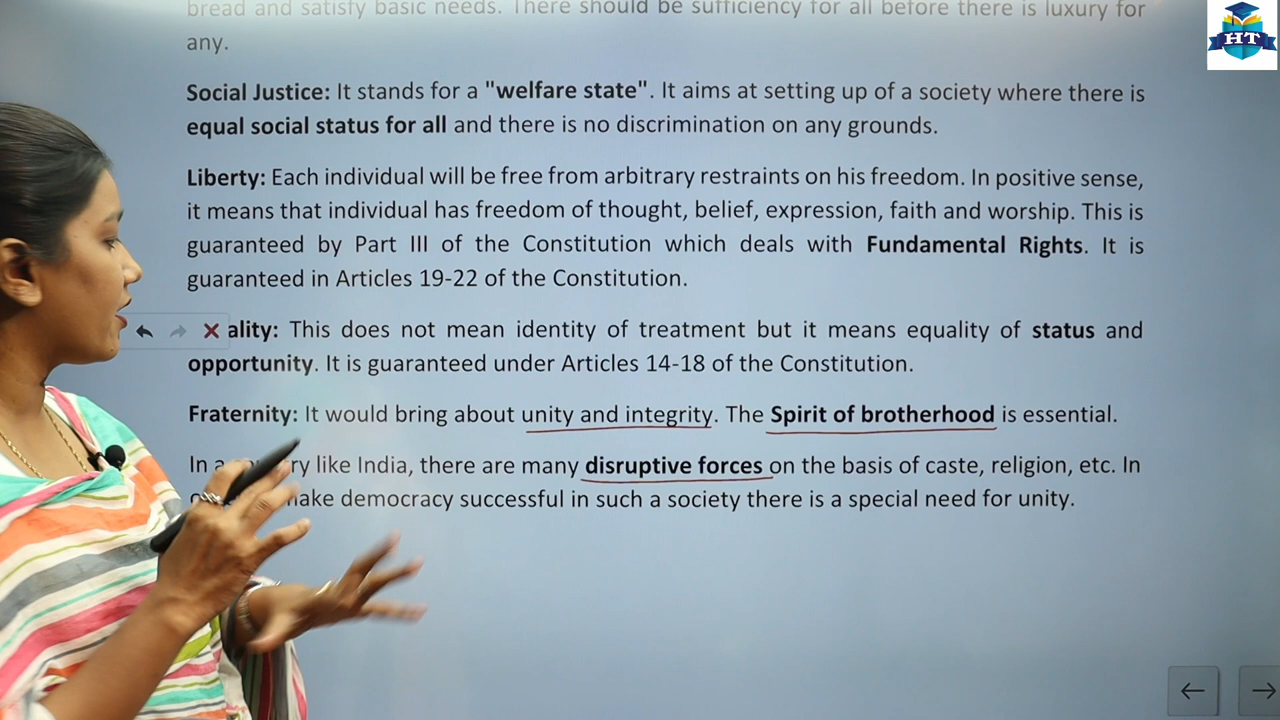 bread and satisfy basic needs. There should be sufficiency for all before there is luxury for
any.
Social Justice: It stands for a "welfare state". It aims at setting up of a society where there is
equal social status for all and there is no discrimination on any grounds.
Liberty: Each individual will be free from arbitrary restraints on his freedom. In positive sense,
it means that individual has freedom of thought, belief, expression, faith and worship. This is
guaranteed by Part III of the Constitution which deals with Fundamental Rights. It is
guaranteed in Articles 19-22 of the Constitution.
ality: This does not mean identity of treatment but it means equality of status and
opportunity. It is guaranteed under Articles 14-18 of the Constitution.
Fraternity: It would bring about unity and integrity. The Spirit of brotherhood is essential.
In a ry like India, there are many disruptive forces on the basis of caste, religion, etc. In
make democracy successful in such a society there is a special need for unity.
HT